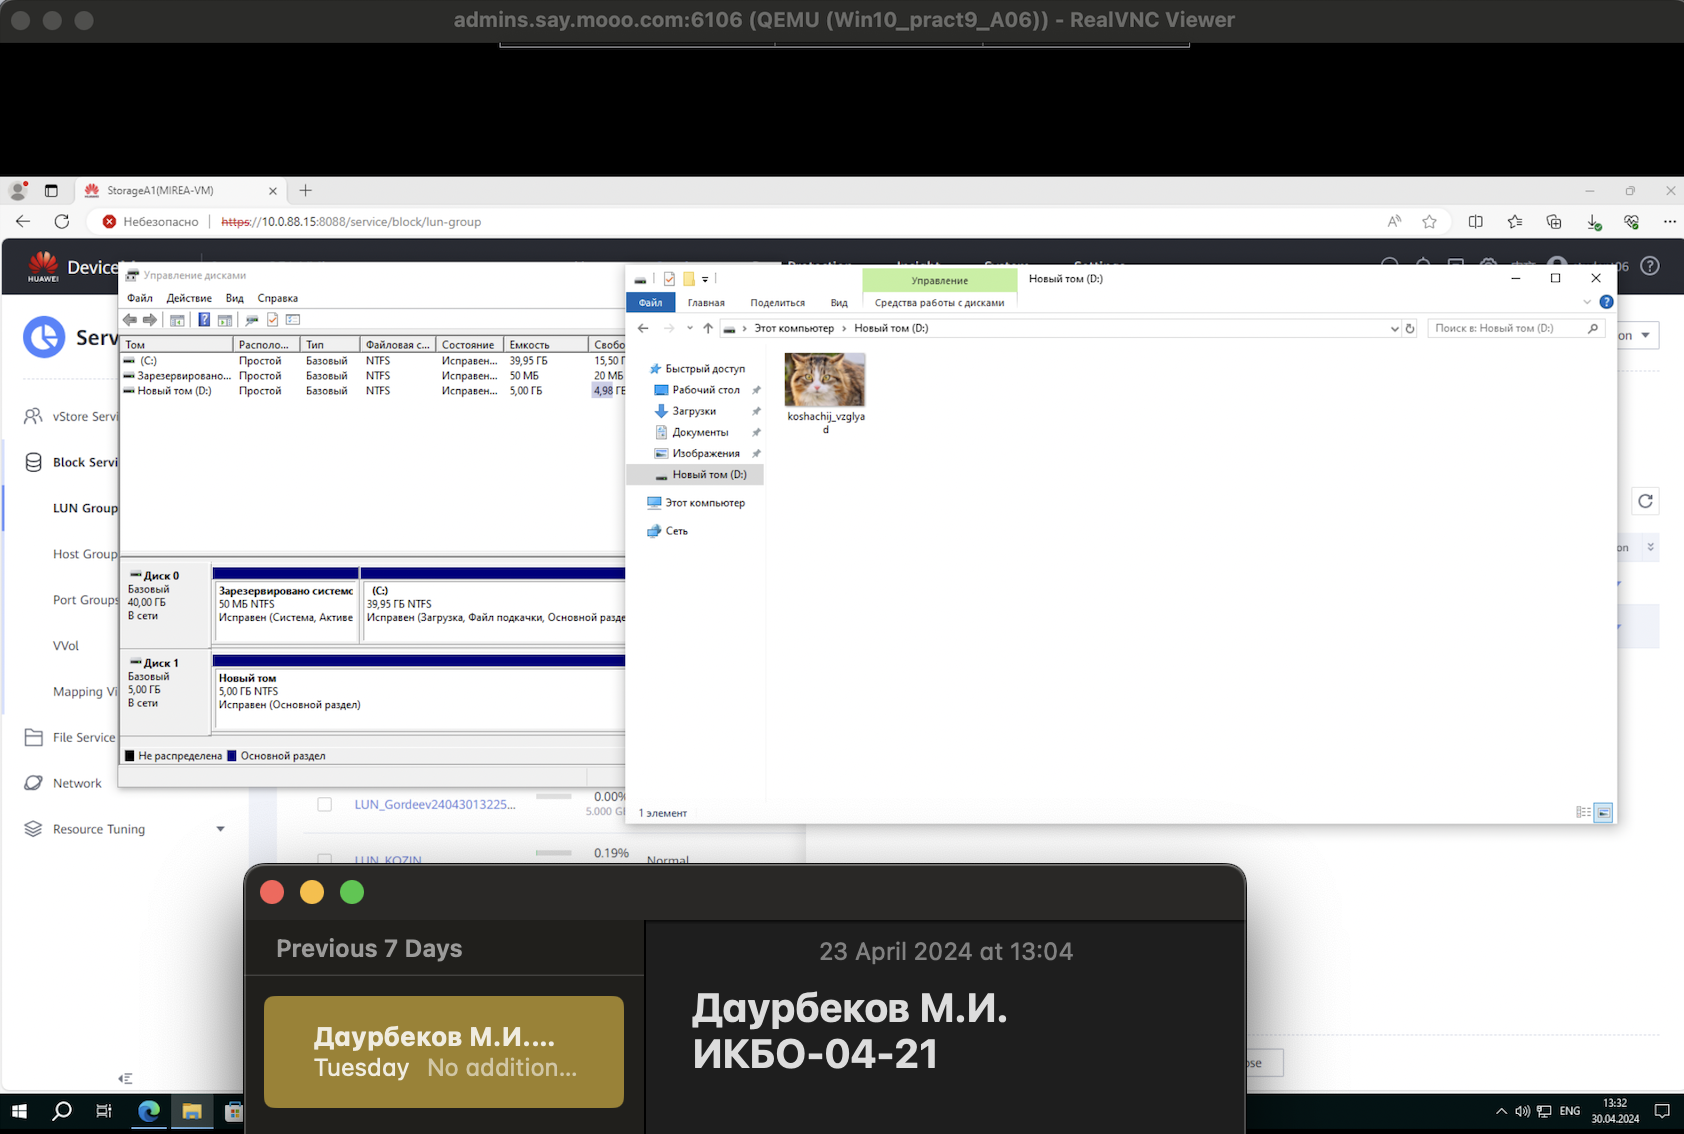 admins.say.mooo.com:6106 (QEMU (Win10_pract9_A06)) - RealVNC Viewer
StorageA1(MIREA-VM)
Небезопасно
https://10.0.88.15:8088/service/block/lun-group
HUAWEI
Device
Serv
vStore Servi
Block Servi
LUN Group
Host Group
Port Groups
VVol
Mapping Vi
File Service
Network
Resource Tuning
Управление дисками
Файл Действие Вид Справка
Том Располо... Тип Файловая с... Состояние Емкость Свобо
(C:) Простой Базовый NTFS Исправен... 39,95 ГБ 15,50 Г
Зарезервировано... Простой Базовый NTFS Исправен... 50 МБ 20 МБ
Новый том (D:) Простой Базовый NTFS Исправен... 5,00 ГБ 4,98 ГБ
Диск 0
Базовый
40,00 ГБ
В сети
Зарезервировано системс
50 МБ NTFS
Исправен (Система, Активе
(C:)
39,95 ГБ NTFS
Исправен (Загрузка, Файл подкачки, Основной разде
Диск 1
Базовый
5,00 ГБ
В сети
Новый том
5,00 ГБ NTFS
Исправен (Основной раздел)
Не распределена Основной раздел
LUN_Gordeev24043013225...
0.00%
5.000 G
LUN_KOZIN
0.19%
Normal
Управление
Новый том (D:)
Файл Главная Поделиться Вид Средства работы с дисками
Этот компьютер Новый том (D:)
Поиск в: Новый том (D:)
Быстрый доступ
Рабочий стол
Загрузки
Документы
Изображения
Новый том (D:)
Этот компьютер
Сеть
koshachij_vzglya
d
1 элемент
on
on
Previous 7 Days
Даурбеков М.И....
Tuesday No addition...
23 April 2024 at 13:04
Даурбеков М.И.
ИКБО-04-21
ENG
13:32
30.04.2024